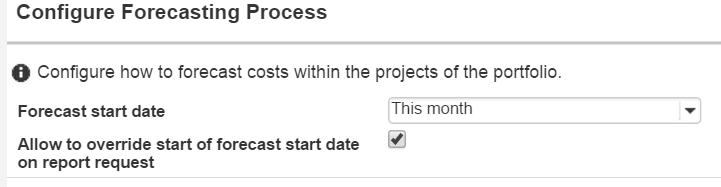 Configure Forecasting Process
Configure how to forecast costs within the projects of the portfolio.
Forecast start date
This month
Allow to override start of forecast start date
on report request